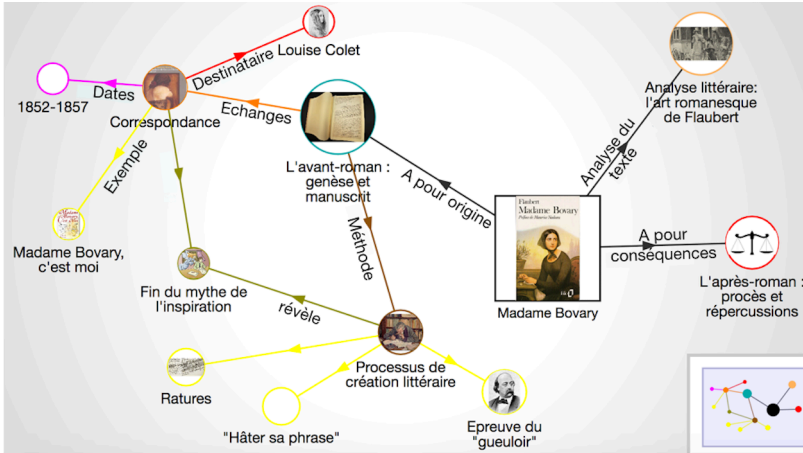 Louise Colet
Destinataire
Dates
1852-1857
Correspondance
Echanges
Exemple
Madame Bovary,
c'est moi
L'avant-roman :
genèse et
manuscrit
A pour origine
Méthode
Analyse du
texte
Analyse littéraire:
l'art romanesque
de Flaubert
Flaubert
Madame Bovary
Madame Bovary
A pour
conséquences
L'après-roman :
procès et
répercussions
Fin du mythe de
l'inspiration
révèle
Processus de
création littéraire
Ratures
"Hâter sa phrase"
Epreuve du
"gueuloir"